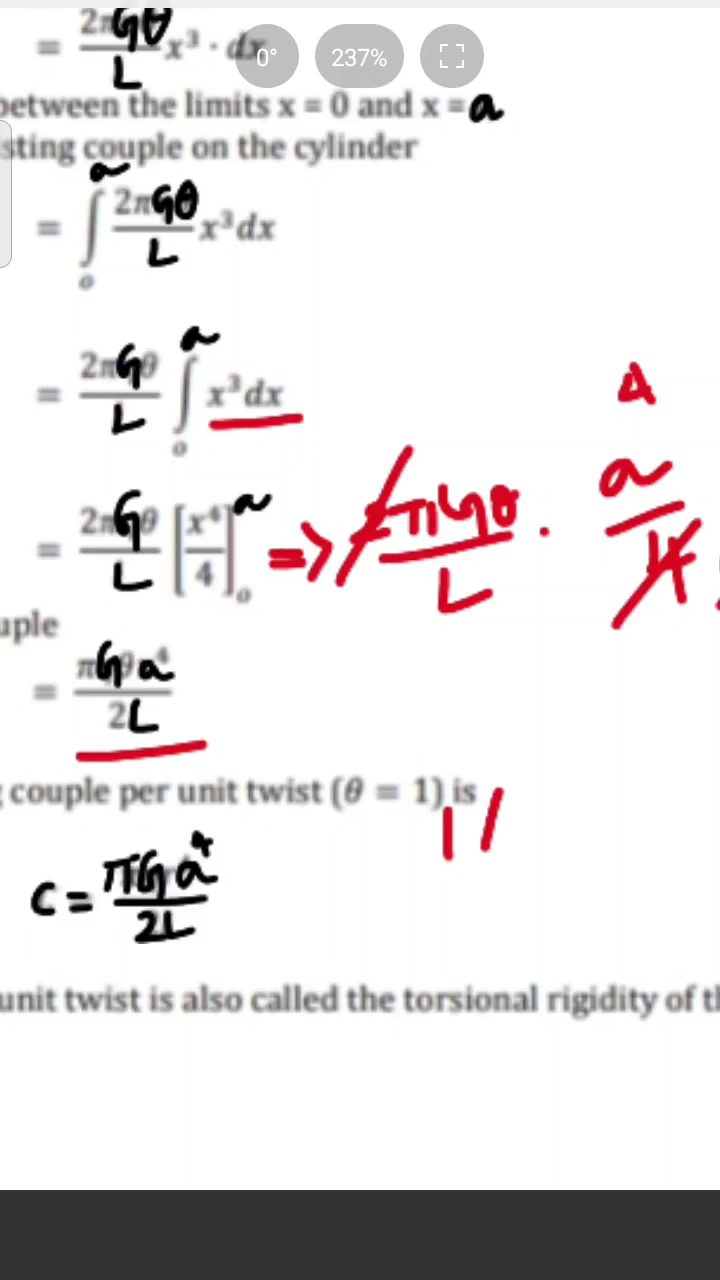 = 2πGθ/L x³ · dx
0° 237%
between the limits x = 0 and x = a
sting couple on the cylinder
= ∫₀ᵃ 2πGθ/L x³dx
= 2πGθ/L ∫₀ᵃ x³dx
= 2πGθ/L [x⁴/4]₀ᵃ => 2πGθ/L · a⁴/4
uple
= πGθa⁴/2L
couple per unit twist (θ = 1) is
C = πGa⁴/2L
unit twist is also called the torsional rigidity of th